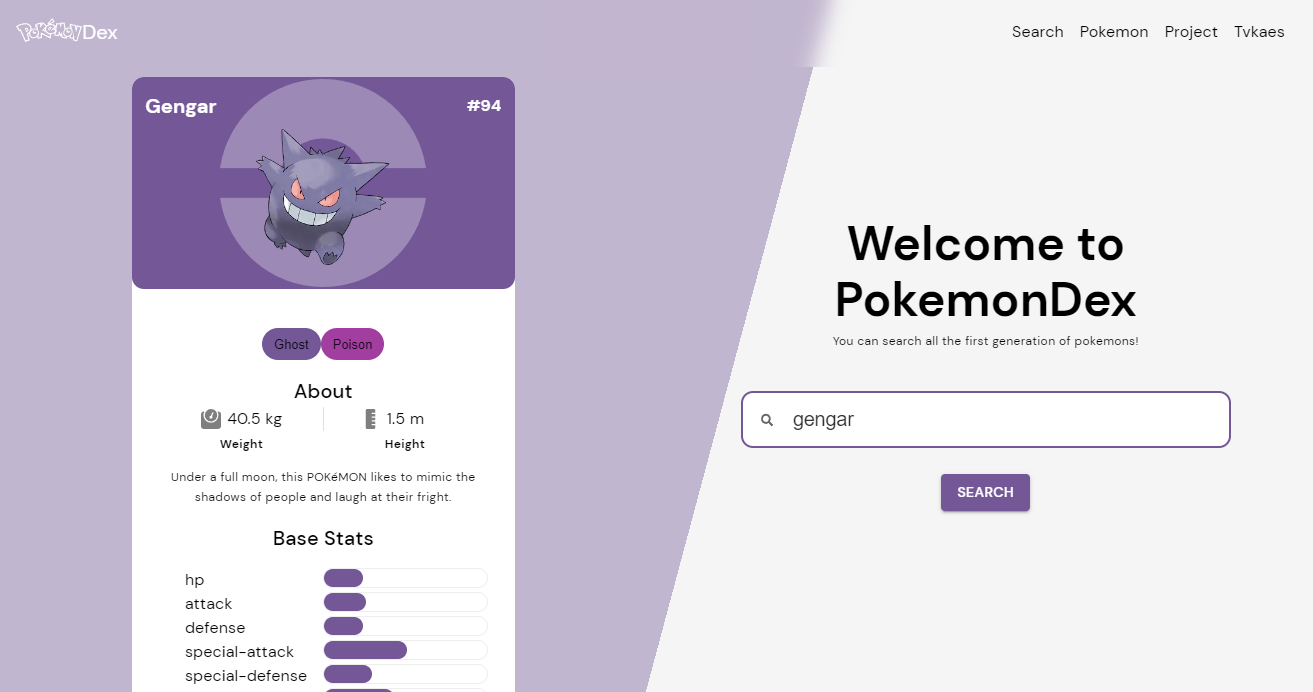 PokémonDex
Search Pokemon Project Tvkaes
Gengar #94
Ghost Poison
About
40.5 kg 1.5 m
Weight Height
Under a full moon, this POKéMON likes to mimic the
shadows of people and laugh at their fright.
Base Stats
hp
attack
defense
special-attack
special-defense
Welcome to
PokemonDex
You can search all the first generation of pokemons!
gengar
SEARCH